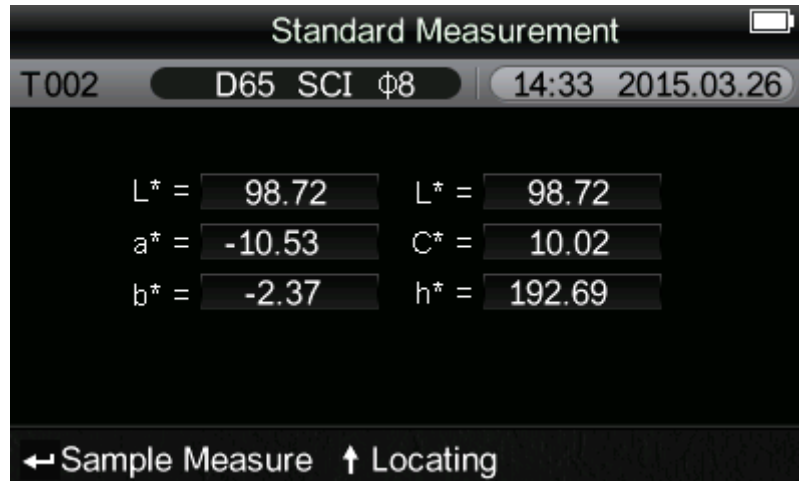 Standard Measurement
T002 D65 SCI Φ8 14:33 2015.03.26
L* = 98.72 L* = 98.72
a* = -10.53 C* = 10.02
b* = -2.37 h* = 192.69
Sample Measure Locating